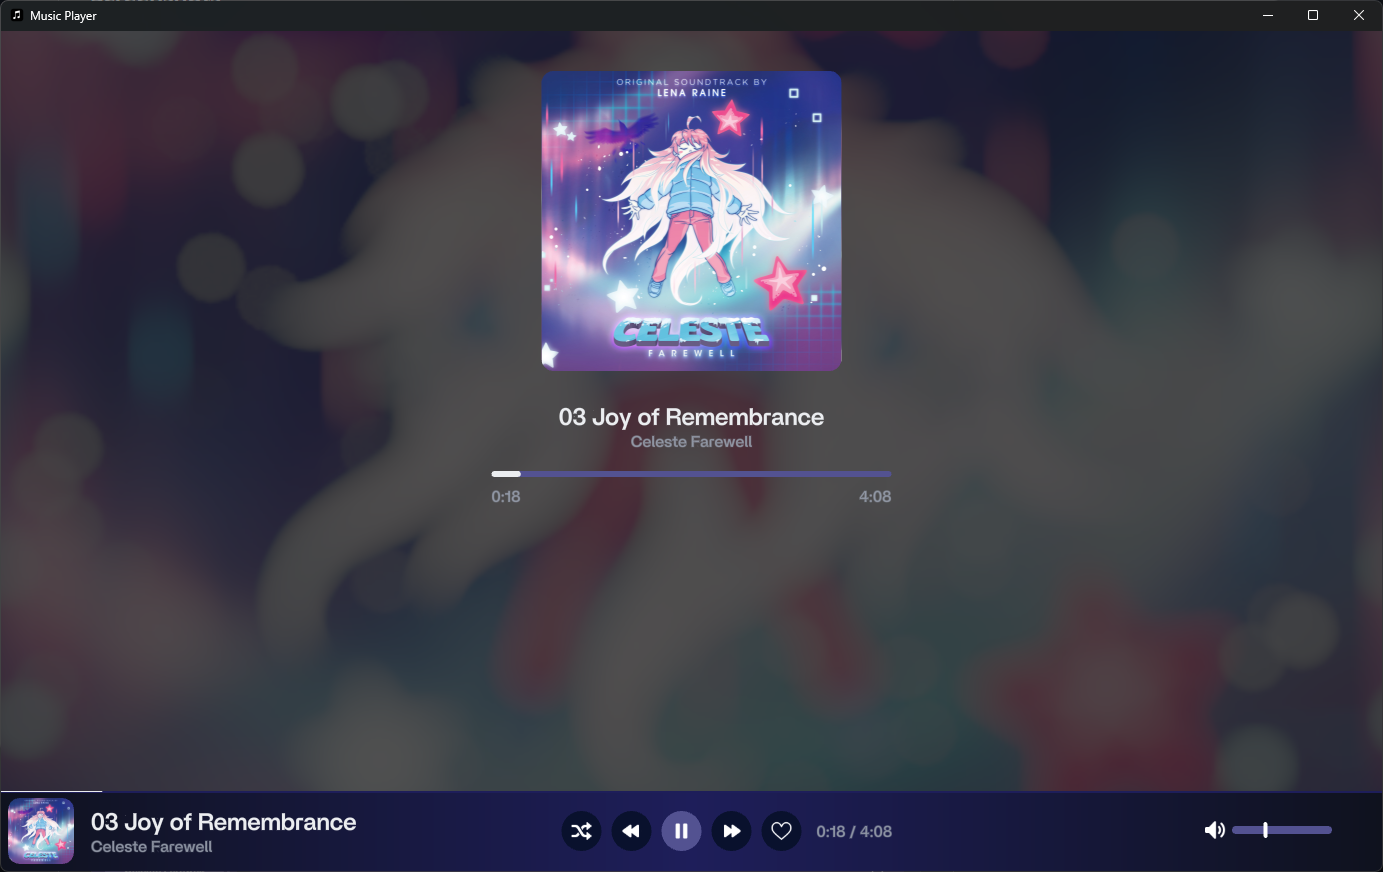 Music Player
ORIGINAL SOUNDTRACK BY
LENA RAINE
CELESTE
FAREWELL
03 Joy of Remembrance
Celeste Farewell
0:18
4:08
CELESTE
03 Joy of Remembrance
Celeste Farewell
0:18 / 4:08